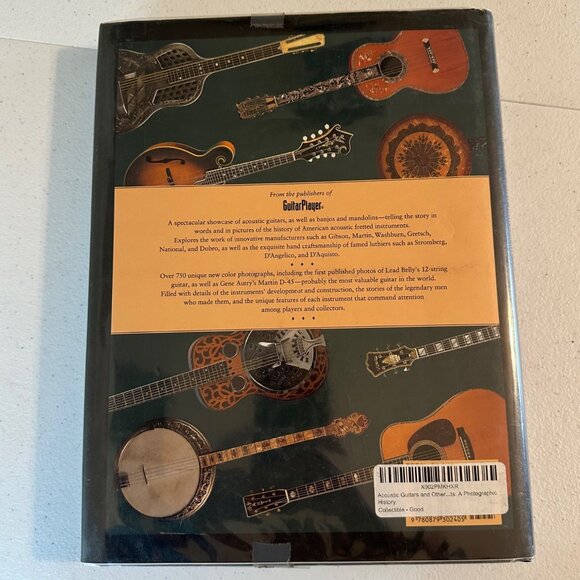 From the publishers of
GuitarPlayer®
A spectacular showcase of acoustic guitars, as well as banjos and mandolins—telling the story in
words and in pictures of the history of American acoustic fretted instruments.
Explores the work of innovative manufacturers such as Gibson, Martin, Washburn, Gretsch,
National, and Dobro, as well as the exquisite hand craftsmanship of famed luthiers such as Stromberg,
D'Angelico, and D'Aquisto.
Over 750 unique new color photographs, including the first published photos of Lead Belly's 12-string
guitar, as well as Gene Autry's Martin D-45—probably the most valuable guitar in the world.
Filled with details of the instruments' development and construction, the stories of the legendary men
who made them, and the unique features of each instrument that command attention
among players and collectors.
X002PMKHXR
Acoustic Guitars and Other...ts: A Photographic
History
Collectible - Good
9 780879 302405